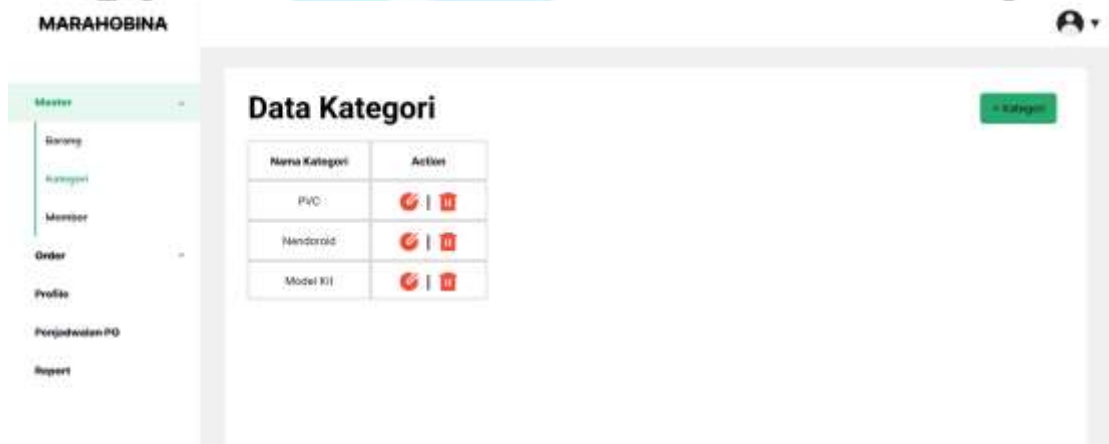 MARAHOBINA
Master
Barang
Kategori
Member
Order
Profile
Penjadwalan PO
Report
Data Kategori
+ Kategori
Nama Kategori Action
PVC |
Nendoroid |
Model Kit |